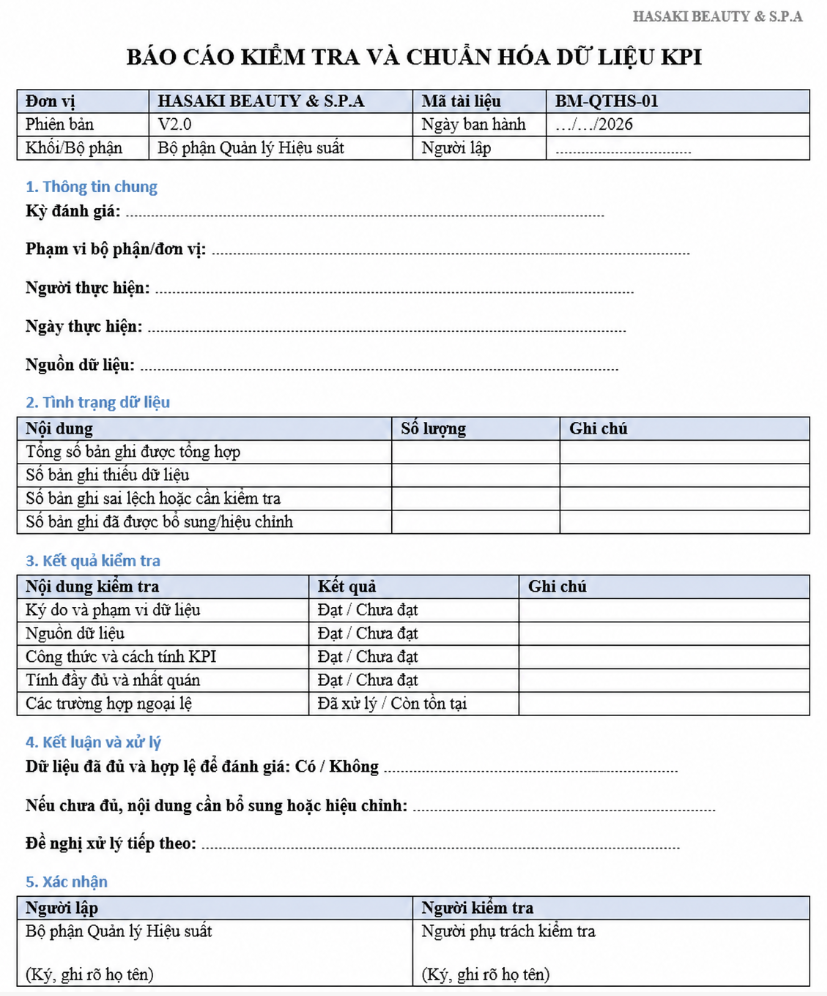 HASAKI BEAUTY & S.P.A
BÁO CÁO KIỂM TRA VÀ CHUẨN HÓA DỮ LIỆU KPI
Đơn vị HASAKI BEAUTY & S.P.A Mã tài liệu BM-QTHS-01
Phiên bản V2.0 Ngày ban hành …/…/2026
Khối/Bộ phận Bộ phận Quản lý Hiệu suất Người lập ..................................
1. Thông tin chung
Kỳ đánh giá: ........................................................................
Phạm vi bộ phận/đơn vị: ........................................................................
Người thực hiện: ........................................................................
Ngày thực hiện: ........................................................................
Nguồn dữ liệu: ........................................................................
2. Tình trạng dữ liệu
Nội dung Số lượng Ghi chú
Tổng số bản ghi được tổng hợp
Số bản ghi thiếu dữ liệu
Số bản ghi sai lệch hoặc cần kiểm tra
Số bản ghi đã được bổ sung/hiệu chỉnh
3. Kết quả kiểm tra
Nội dung kiểm tra Kết quả Ghi chú
Ký do và phạm vi dữ liệu Đạt / Chưa đạt
Nguồn dữ liệu Đạt / Chưa đạt
Công thức và cách tính KPI Đạt / Chưa đạt
Tính đầy đủ và nhất quán Đạt / Chưa đạt
Các trường hợp ngoại lệ Đã xử lý / Còn tồn tại
4. Kết luận và xử lý
Dữ liệu đã đủ và hợp lệ để đánh giá: Có / Không ........................................................................
Nếu chưa đủ, nội dung cần bổ sung hoặc hiệu chỉnh: ........................................................................
Đề nghị xử lý tiếp theo: ........................................................................
5. Xác nhận
Người lập Người kiểm tra
Bộ phận Quản lý Hiệu suất Người phụ trách kiểm tra
(Ký, ghi rõ họ tên) (Ký, ghi rõ họ tên)